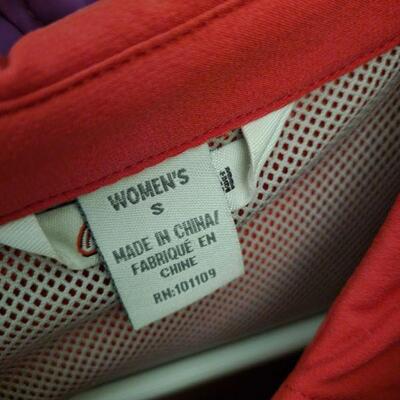 WOMEN'S
S
MADE IN CHINA/
FABRIQUÉ EN
CHINE
RN:101109